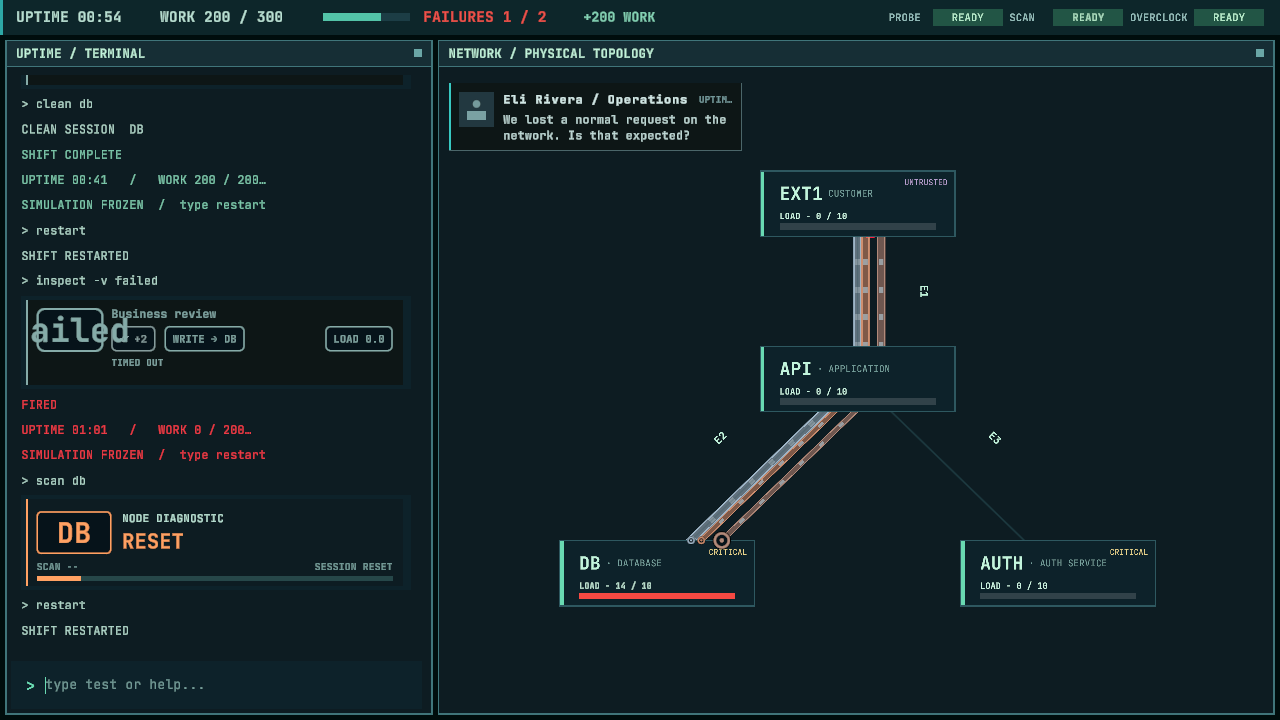 UPTIME 00:54 WORK 200 / 300 FAILURES 1 / 2 +200 WORK PROBE READY SCAN READY OVERCLOCK READY
UPTIME / TERMINAL
> clean db
CLEAN SESSION DB
SHIFT COMPLETE
UPTIME 00:41 / WORK 200 / 200…
SIMULATION FROZEN / type restart
> restart
SHIFT RESTARTED
> inspect -v failed
Business review
ailed +2 WRITE → DB LOAD 0.0
TIMED OUT
FIRED
UPTIME 01:01 / WORK 0 / 200…
SIMULATION FROZEN / type restart
> scan db
DB NODE DIAGNOSTIC
RESET
SCAN -- SESSION RESET
> restart
SHIFT RESTARTED
> type test or help...
NETWORK / PHYSICAL TOPOLOGY
Eli Rivera / Operations UPTIM…
We lost a normal request on the
network. Is that expected?
UNTRUSTED
EXT1 CUSTOMER
LOAD - 0 / 10
E1
API · APPLICATION
LOAD - 0 / 10
E2
E3
CRITICAL
DB · DATABASE
LOAD - 14 / 10
CRITICAL
AUTH · AUTH SERVICE
LOAD - 0 / 10